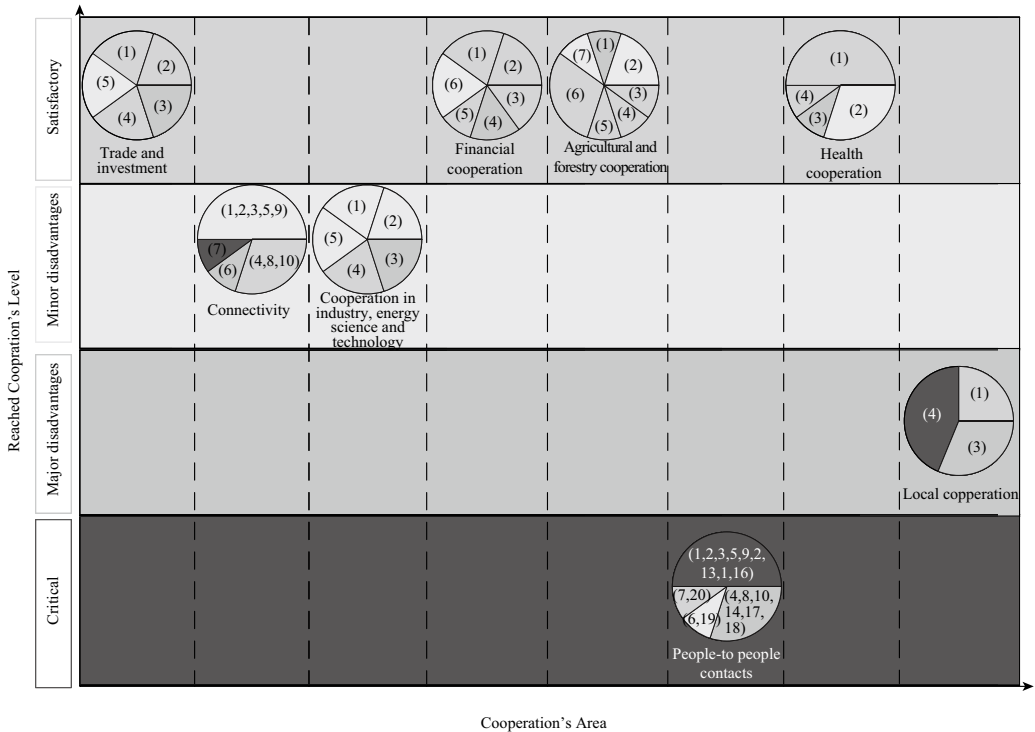 Reached Coopration's Level
Satisfactory
Minor disadvantages
Major disadvantages
Critical
(1)
(2)
(3)
(4)
(5)
Trade and
investment
(1)
(2)
(3)
(4)
(5)
(6)
Financial
cooperation
(1)
(2)
(3)
(4)
(5)
(6)
(7)
Agricultural and
forestry cooperation
(1)
(2)
(3)
(4)
Health
cooperation
(1,2,3,5,9)
(7)
(6)
(4,8,10)
Connectivity
(1)
(2)
(3)
(4)
(5)
Cooperation in
industry, energy
science and
technology
(1)
(3)
(4)
Local copperation
(1,2,3,5,9,2,
13,1,16)
(7,20)
(6,19)
(4,8,10,
14,17,
18)
People-to people
contacts
Cooperation's Area